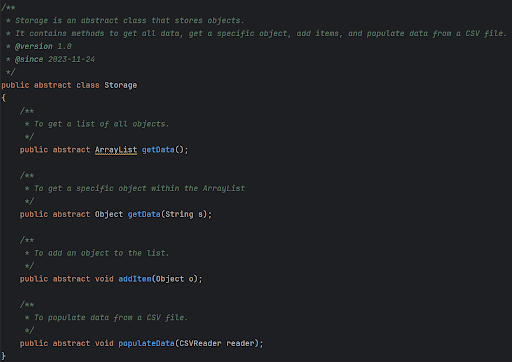 /**
 * Storage is an abstract class that stores objects.
 * It contains methods to get all data, get a specific object, add items, and populate data from a CSV file.
 * @version 1.0
 * @since 2023-11-24
 */
public abstract class Storage
{
    /**
     * To get a list of all objects.
     */
    public abstract ArrayList getData();

    /**
     * To get a specific object within the ArrayList
     */
    public abstract Object getData(String s);

    /**
     * To add an object to the list.
     */
    public abstract void addItem(Object o);

    /**
     * To populate data from a CSV file.
     */
    public abstract void populateData(CSVReader reader);
}